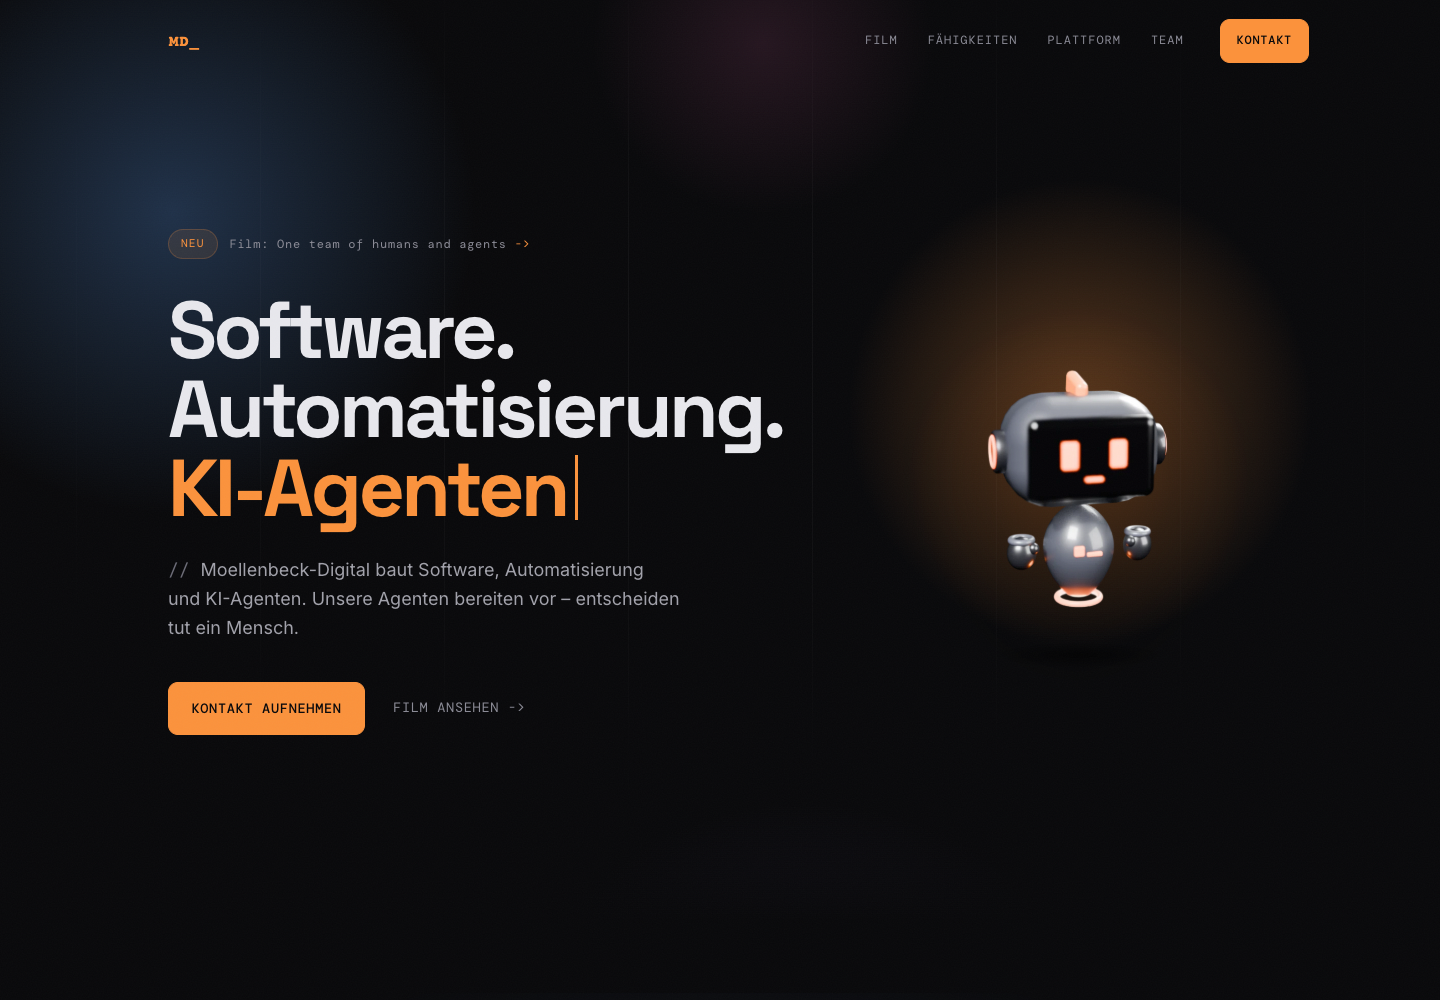 MD_
FILM
FÄHIGKEITEN
PLATTFORM
TEAM
KONTAKT
NEU
Film: One team of humans and agents ->
Software.
Automatisierung.
KI-Agenten
// Moellenbeck-Digital baut Software, Automatisierung
und KI-Agenten. Unsere Agenten bereiten vor – entscheiden
tut ein Mensch.
KONTAKT AUFNEHMEN
FILM ANSEHEN ->